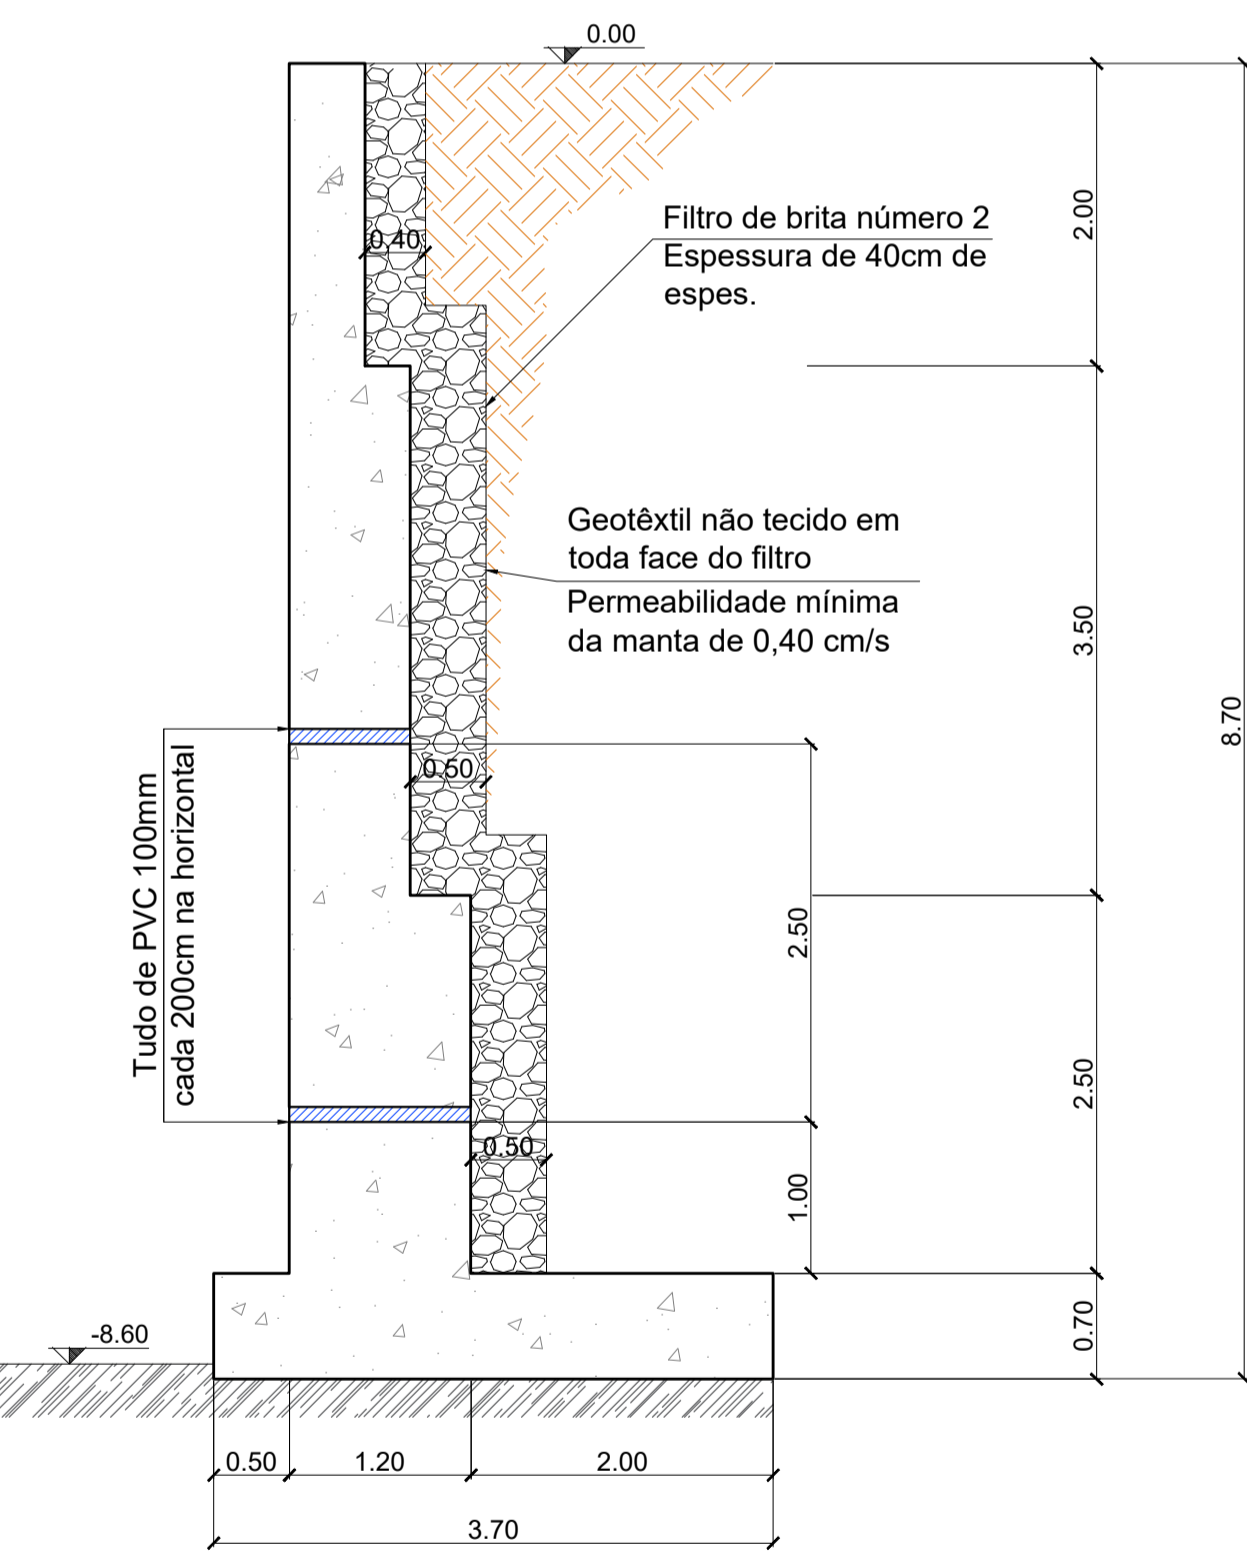 0.00
2.00
0,40
Filtro de brita número 2
Espessura de 40cm de
espes.
Geotêxtil não tecido em
toda face do filtro
Permeabilidade mínima
da manta de 0,40 cm/s
3.50
8.70
Tudo de PVC 100mm
cada 200cm na horizontal
0.50
2.50
2.50
0.50
1.00
0.70
-8.60
0.50
1.20
2.00
3.70